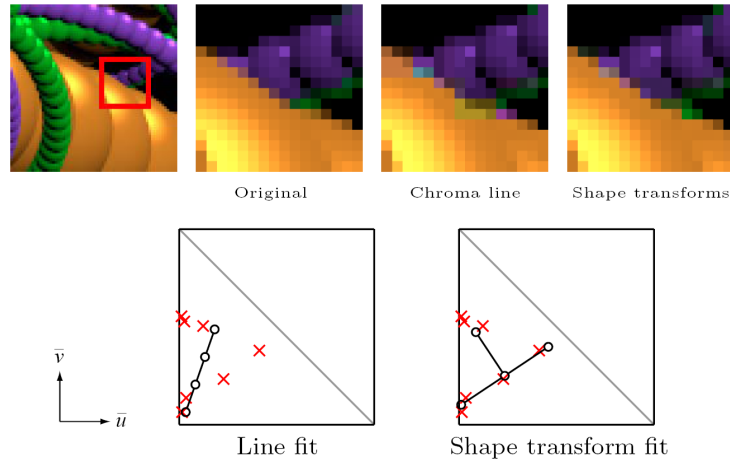 Original
Chroma line
Shape transforms
v̄
ū
Line fit
Shape transform fit